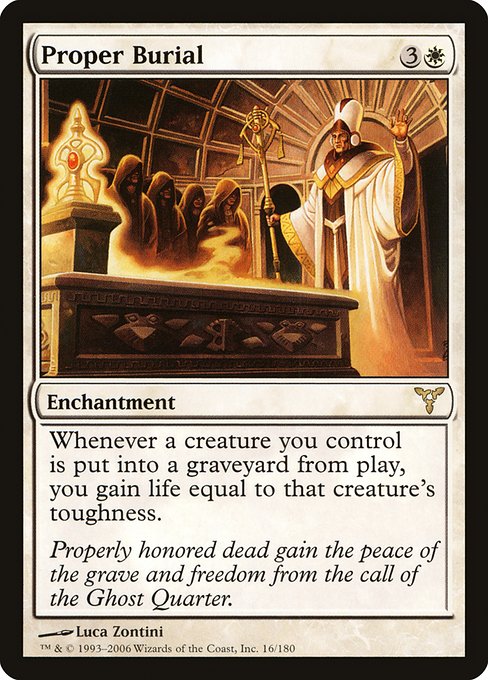 Proper Burial 3
Enchantment
Whenever a creature you control
is put into a graveyard from play,
you gain life equal to that creature's
toughness.
Properly honored dead gain the peace of
the grave and freedom from the call of
the Ghost Quarter.
Luca Zontini
™ & © 1993–2006 Wizards of the Coast, Inc. 16/180